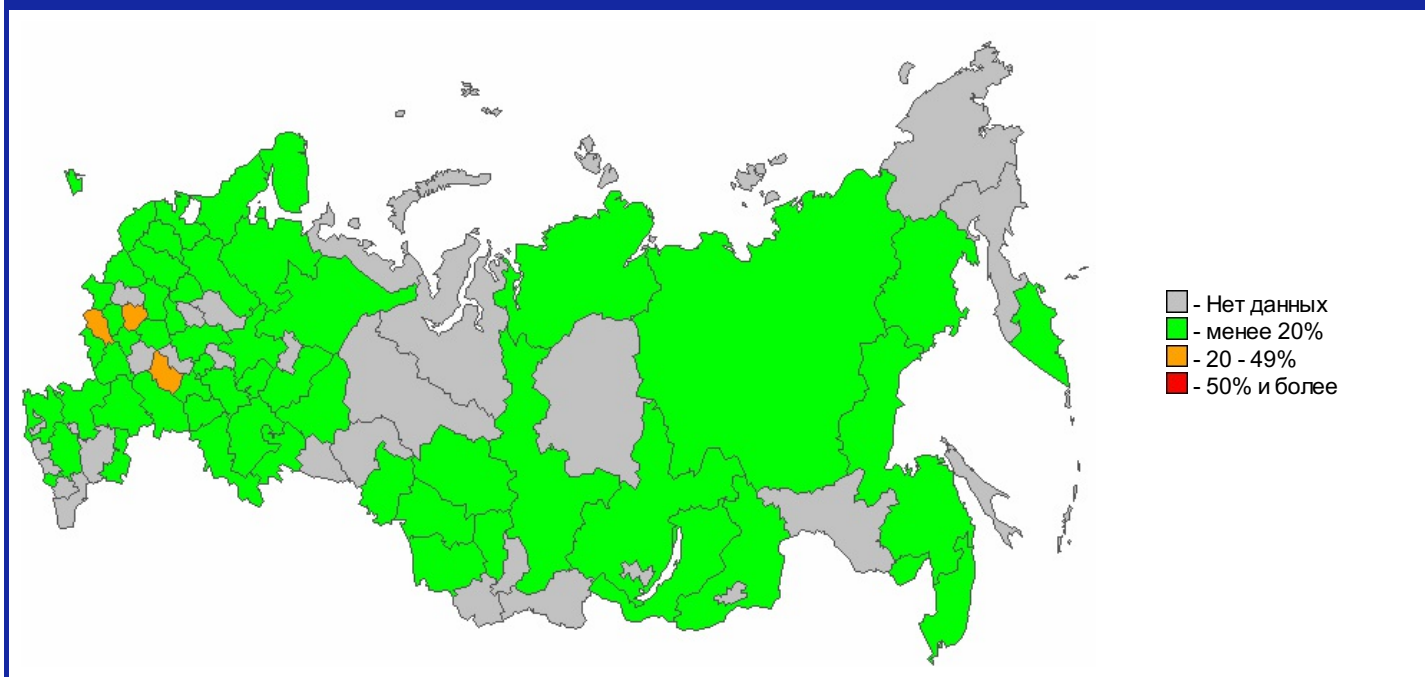 - Нет данных
- менее 20%
- 20 - 49%
- 50% и более